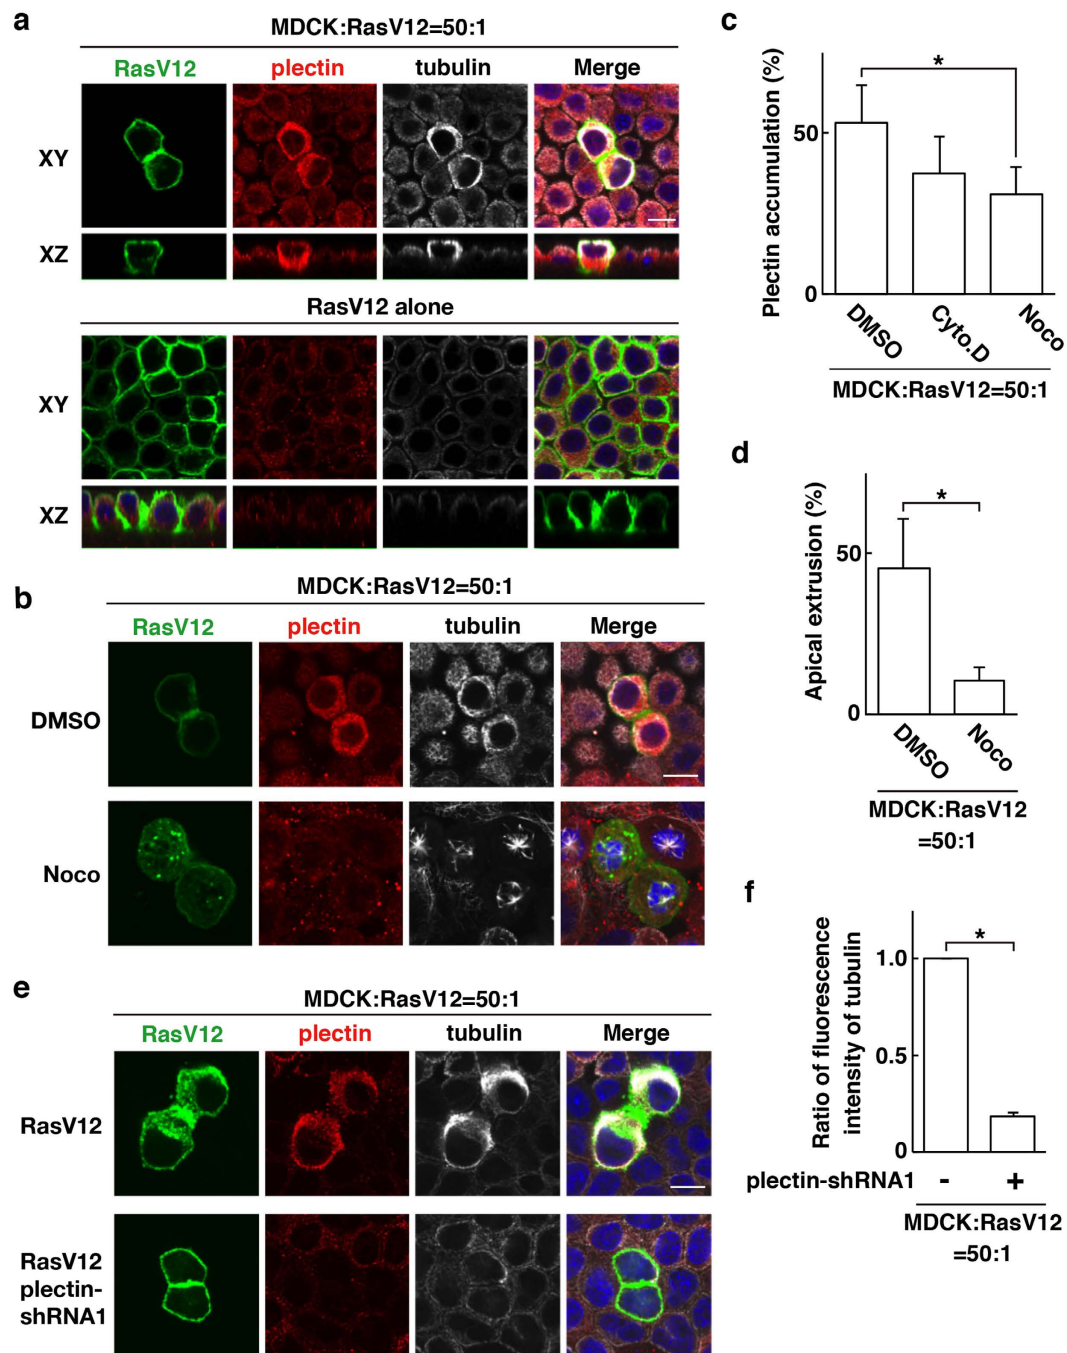 a
MDCK:RasV12=50:1
RasV12 plectin tubulin Merge
XY
XZ
RasV12 alone
XY
XZ
b
MDCK:RasV12=50:1
RasV12 plectin tubulin Merge
DMSO
Noco
e
MDCK:RasV12=50:1
RasV12 plectin tubulin Merge
RasV12
RasV12
plectin-
shRNA1
c
Plectin accumulation (%)
*
50
0
DMSO Cyto.D Noco
MDCK:RasV12=50:1
d
Apical extrusion (%)
*
50
0
DMSO Noco
MDCK:RasV12
=50:1
f
Ratio of fluorescence
intensity of tubulin
*
1.0
0.5
0
plectin-shRNA1 - +
MDCK:RasV12
=50:1